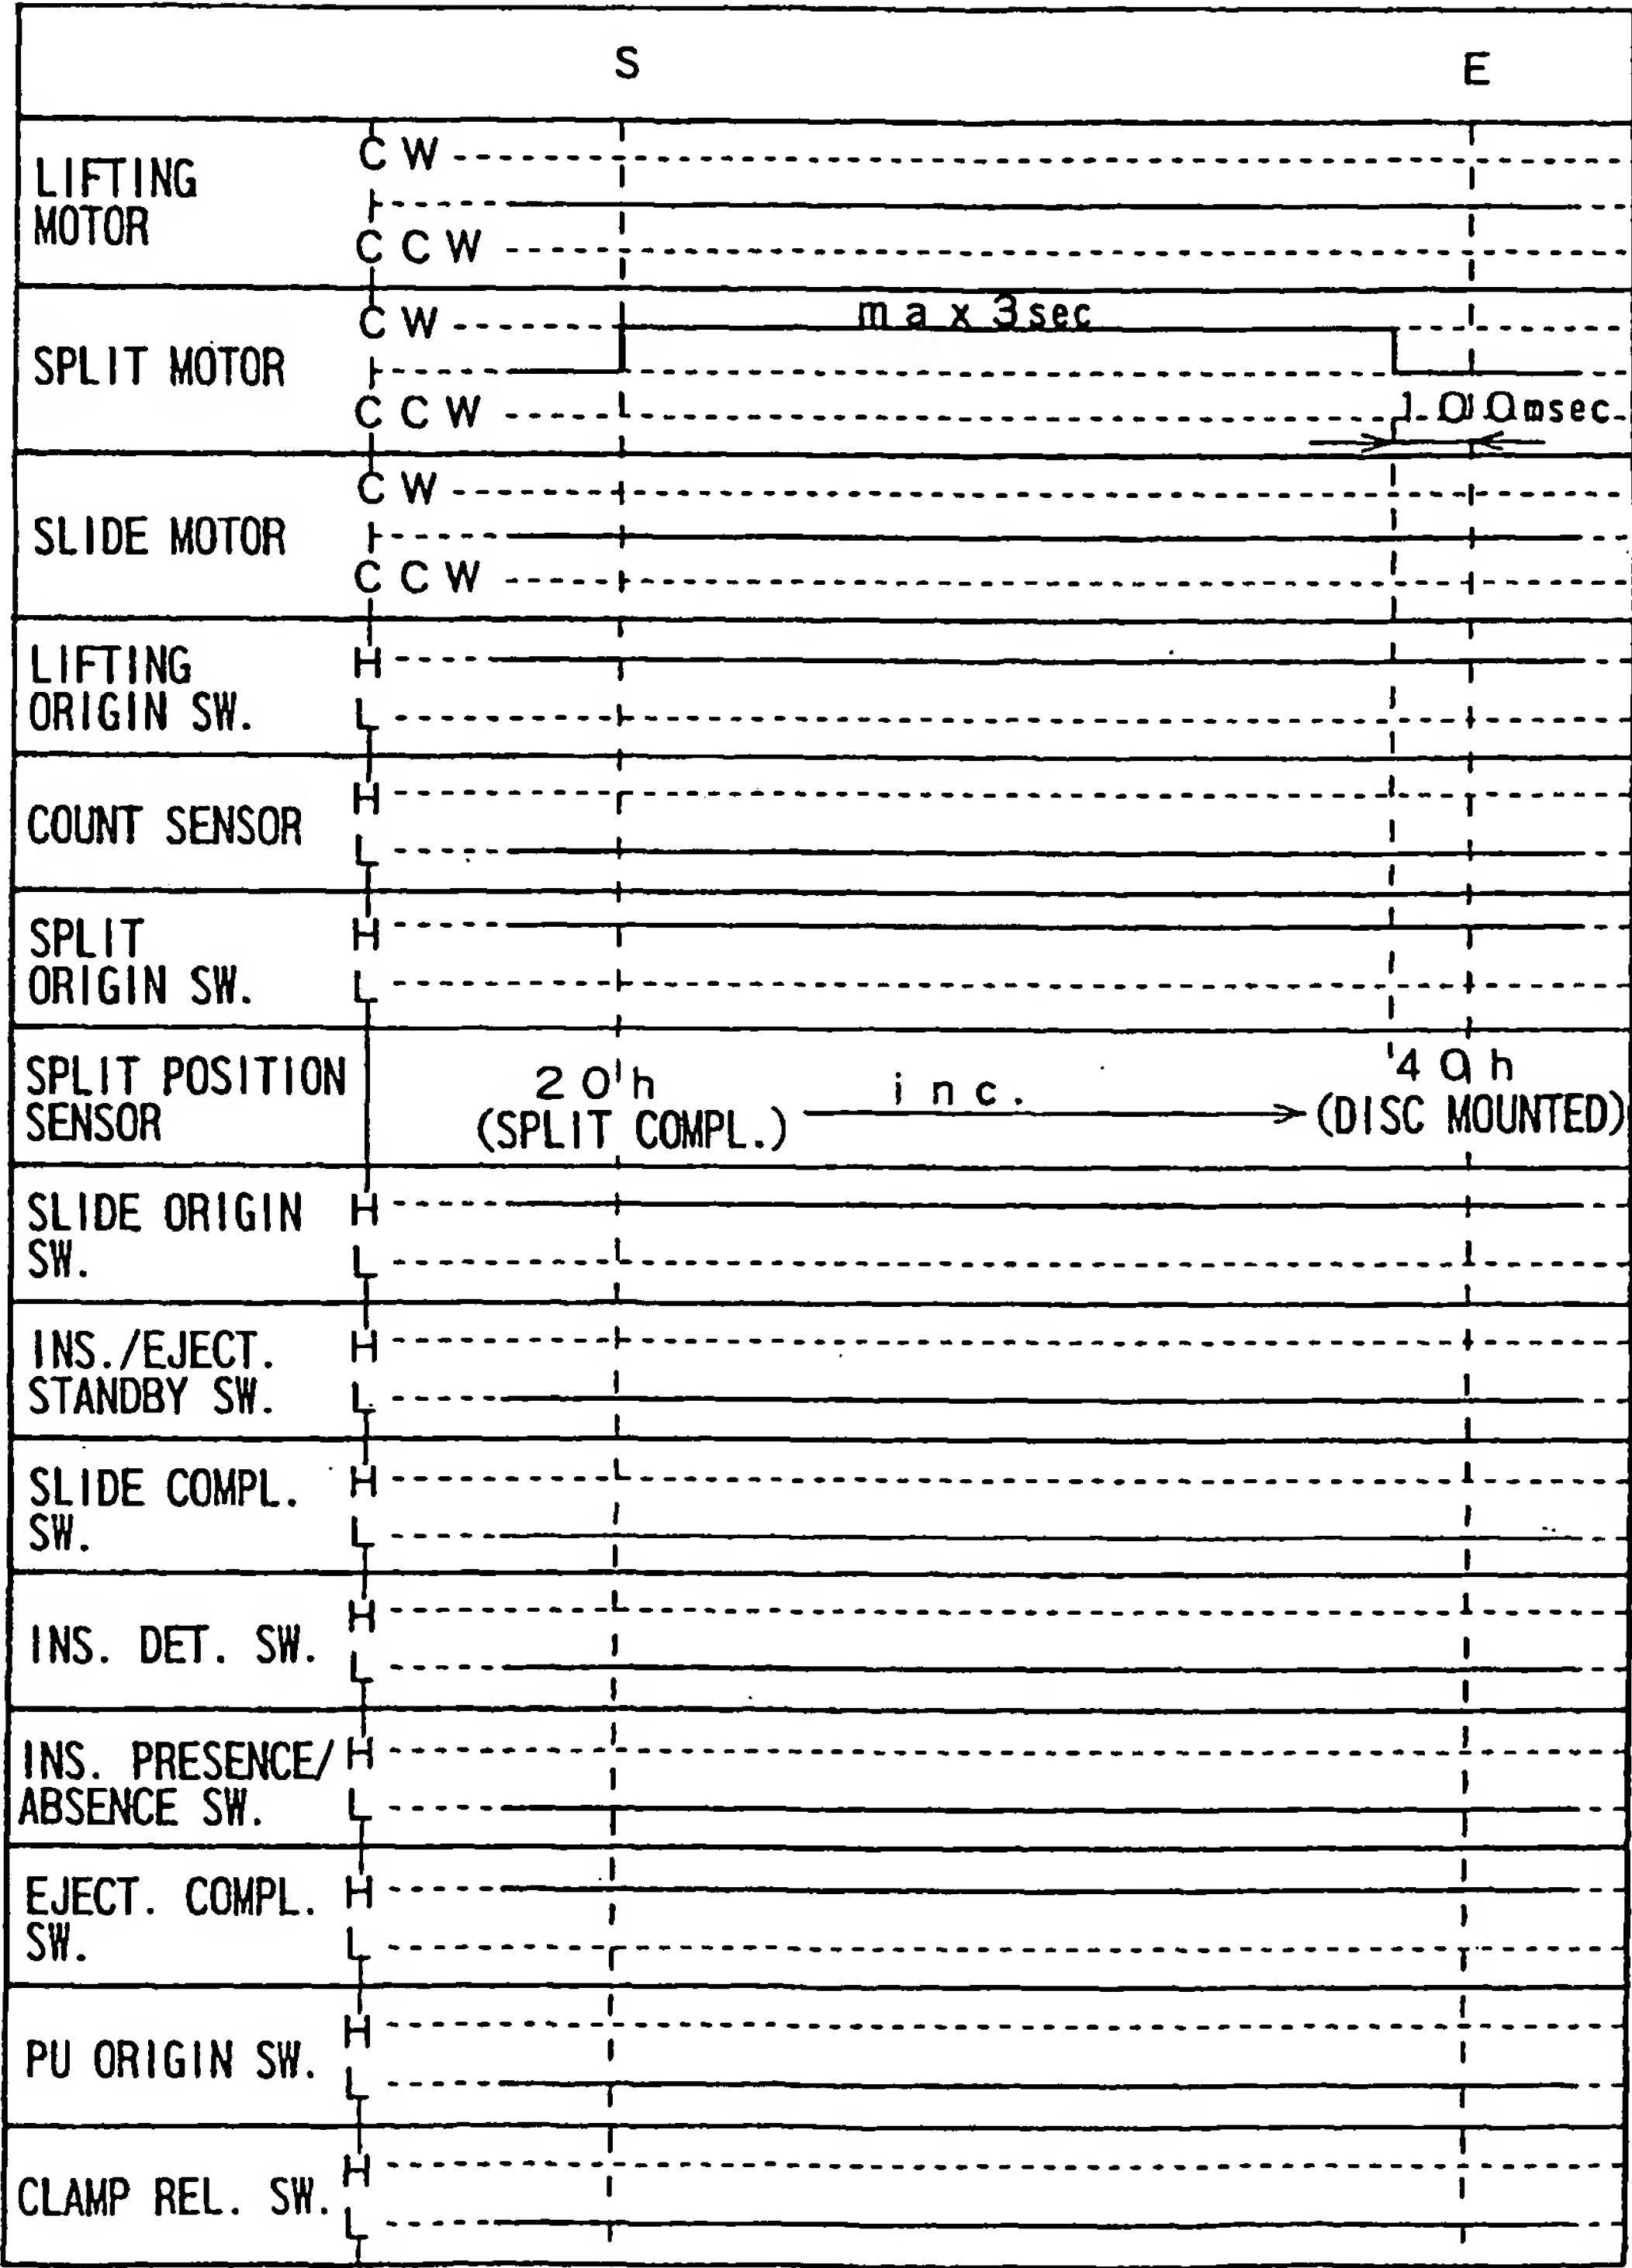 S E
LIFTING MOTOR
CW
CCW
SPLIT MOTOR
CW
max 3sec
CCW
100msec
SLIDE MOTOR
CW
CCW
LIFTING ORIGIN SW.
H
L
COUNT SENSOR
H
L
SPLIT ORIGIN SW.
H
L
SPLIT POSITION SENSOR
20h
(SPLIT COMPL.)
inc.
40h
(DISC MOUNTED)
SLIDE ORIGIN SW.
H
L
INS./EJECT. STANDBY SW.
H
L
SLIDE COMPL. SW.
H
L
INS. DET. SW.
H
L
INS. PRESENCE/ ABSENCE SW.
H
L
EJECT. COMPL. SW.
H
L
PU ORIGIN SW.
H
L
CLAMP REL. SW.
H
L